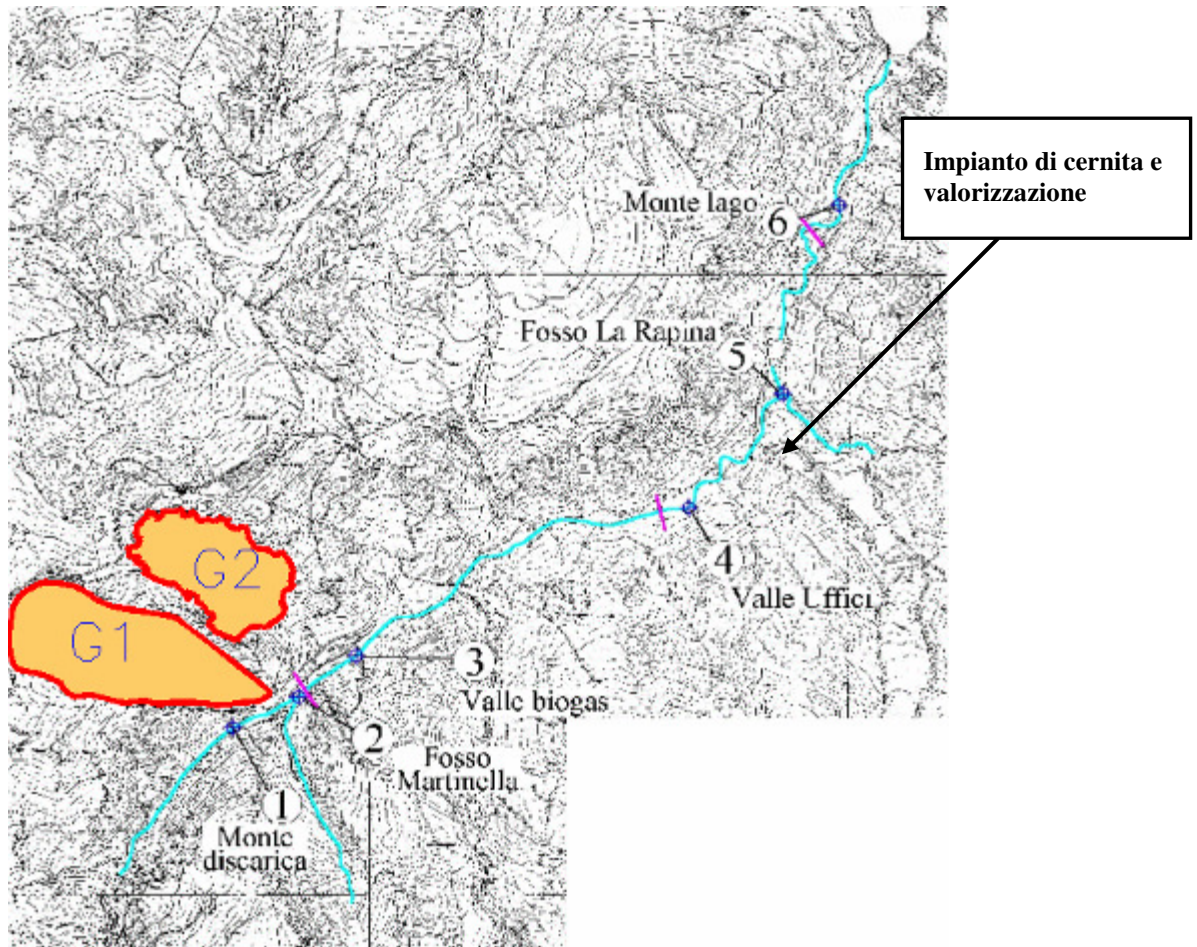 Impianto di cernita e
valorizzazione
Monte lago
6
Fosso La Rapina
5
4
Valle Uffici
G2
G1
3
Valle biogas
2
Fosso
Martinella
1
Monte
discarica